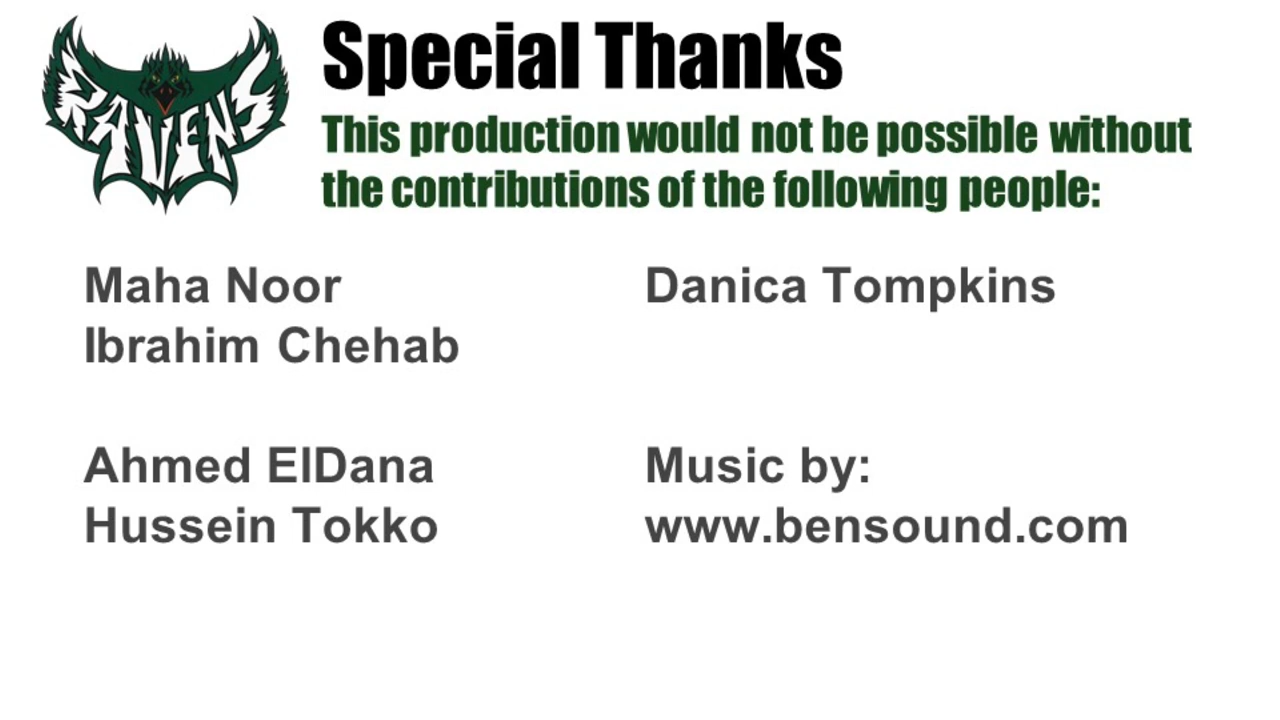 RAVENS
Special Thanks
This production would not be possible without
the contributions of the following people:
Maha Noor
Ibrahim Chehab
Danica Tompkins
Ahmed ElDana
Hussein Tokko
Music by:
www.bensound.com